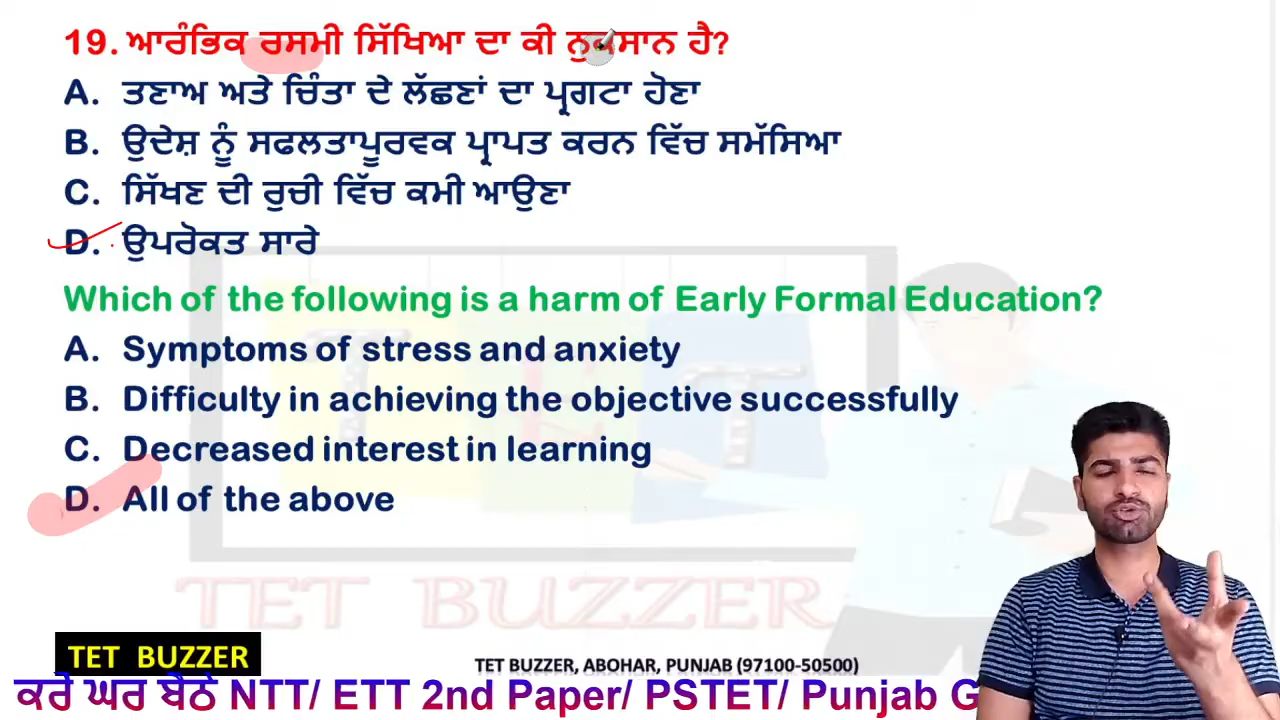 19. ਆਰੰਭਿਕ ਰਸਮੀ ਸਿੱਖਿਆ ਦਾ ਕੀ ਨੁਕਸਾਨ ਹੈ?
A. ਤਣਾਅ ਅਤੇ ਚਿੰਤਾ ਦੇ ਲੱਛਣਾਂ ਦਾ ਪ੍ਰਗਟਾ ਹੋਣਾ
B. ਉਦੇਸ਼ ਨੂੰ ਸਫਲਤਾਪੂਰਵਕ ਪ੍ਰਾਪਤ ਕਰਨ ਵਿੱਚ ਸਮੱਸਿਆ
C. ਸਿੱਖਣ ਦੀ ਰੁਚੀ ਵਿੱਚ ਕਮੀ ਆਉਣਾ
D. ਉਪਰੋਕਤ ਸਾਰੇ
Which of the following is a harm of Early Formal Education?
A. Symptoms of stress and anxiety
B. Difficulty in achieving the objective successfully
C. Decreased interest in learning
D. All of the above
TET
TET BUZZER
TET BUZZER
TET BUZZER, ABOHAR, PUNJAB (97100-50500)
ਕਰੋ ਘਰ ਬੈਠੇ NTT/ ETT 2nd Paper/ PSTET/ Punjab G